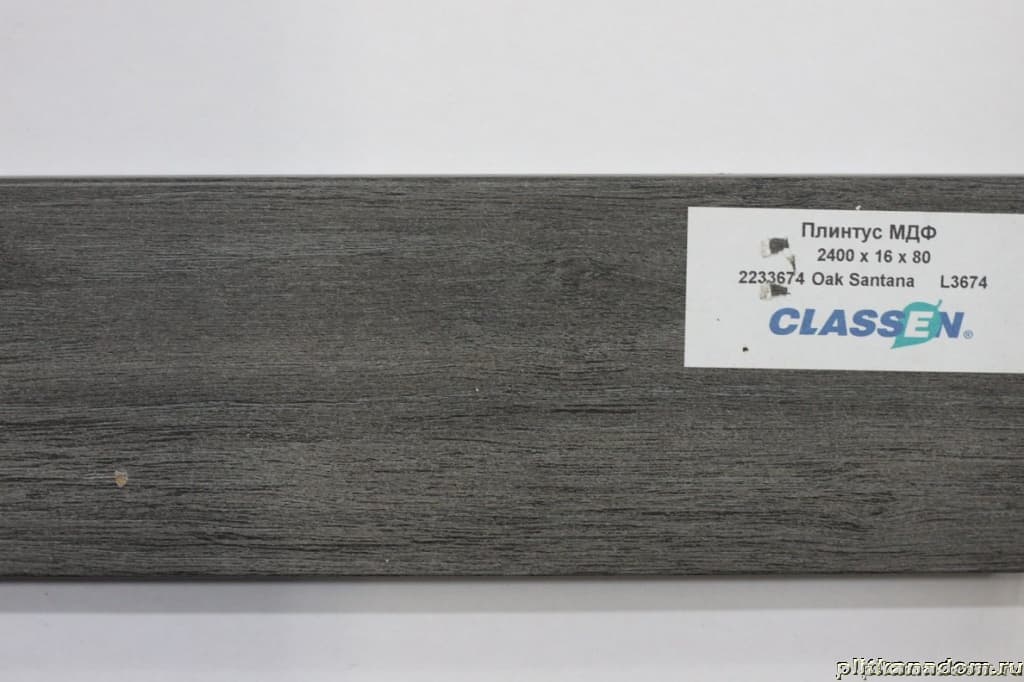 Плинтус МДФ
2400 x 16 x 80
2233674 Oak Santana L3674
CLASSEN®
plitkanadom.ru